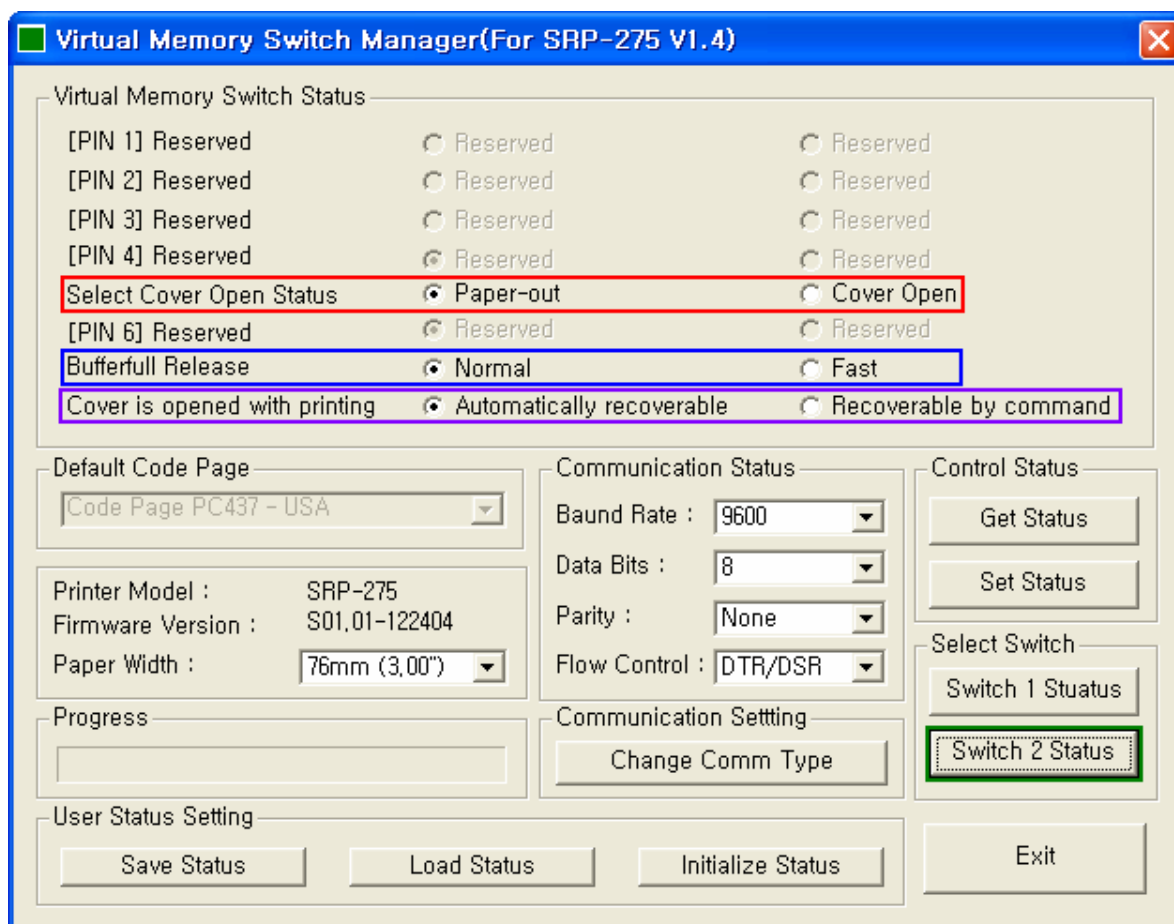 Virtual Memory Switch Manager(For SRP-275 V1.4)
Virtual Memory Switch Status
[PIN 1] Reserved Reserved Reserved
[PIN 2] Reserved Reserved Reserved
[PIN 3] Reserved Reserved Reserved
[PIN 4] Reserved Reserved Reserved
Select Cover Open Status Paper-out Cover Open
[PIN 6] Reserved Reserved Reserved
Bufferfull Release Normal Fast
Cover is opened with printing Automatically recoverable Recoverable by command
Default Code Page
Code Page PC437 - USA
Printer Model : SRP-275
Firmware Version : S01.01-122404
Paper Width : 76mm (3.00")
Progress
Communication Status
Baund Rate : 9600
Data Bits : 8
Parity : None
Flow Control : DTR/DSR
Communication Settting
Change Comm Type
Control Status
Get Status
Set Status
Select Switch
Switch 1 Stuatus
Switch 2 Status
User Status Setting
Save Status Load Status Initialize Status
Exit